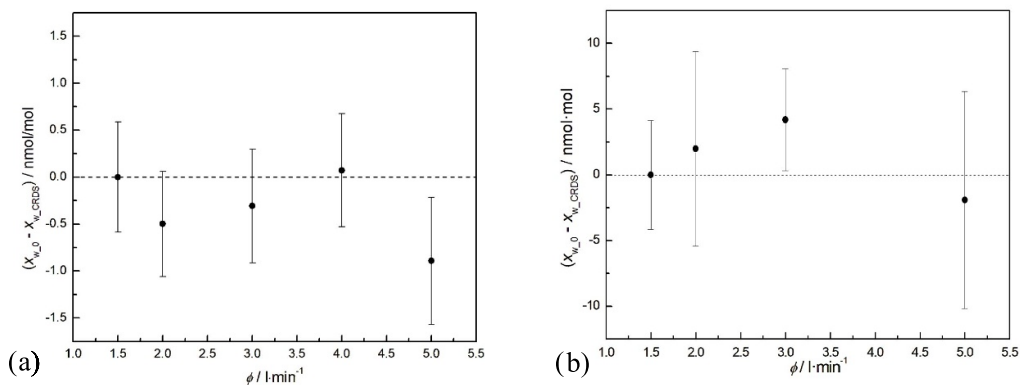 (x_w_0 - x_w_CRDS) / nmol/mol
1.5
1.0
0.5
0.0
-0.5
-1.0
-1.5
1.0 1.5 2.0 2.5 3.0 3.5 4.0 4.5 5.0 5.5
ϕ / l·min⁻¹
(a)
(x_w_0 - x_w_CRDS) / nmol·mol
10
5
0
-5
-10
1.0 1.5 2.0 2.5 3.0 3.5 4.0 4.5 5.0 5.5
ϕ / l·min⁻¹
(b)